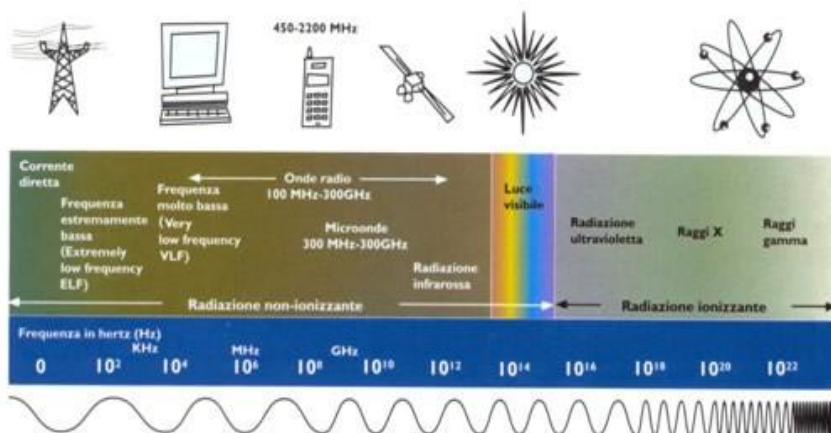 450-2200 MHz
Corrente
diretta
Frequenza
estremamente
bassa
(Extremely
low frequency
ELF)
Frequenza
molto bassa
(Very
low frequency
VLF)
Onde radio
100 MHz-300GHz
Microonde
300 MHz-300GHz
Radiazione
infrarossa
Luce
visibile
Radiazione
ultravioletta
Raggi X
Raggi
gamma
Radiazione non-ionizzante
Radiazione ionizzante
Frequenza in hertz (Hz)
KHz MHz GHz
0 10² 10⁴ 10⁶ 10⁸ 10¹⁰ 10¹² 10¹⁴ 10¹⁶ 10¹⁸ 10²⁰ 10²²